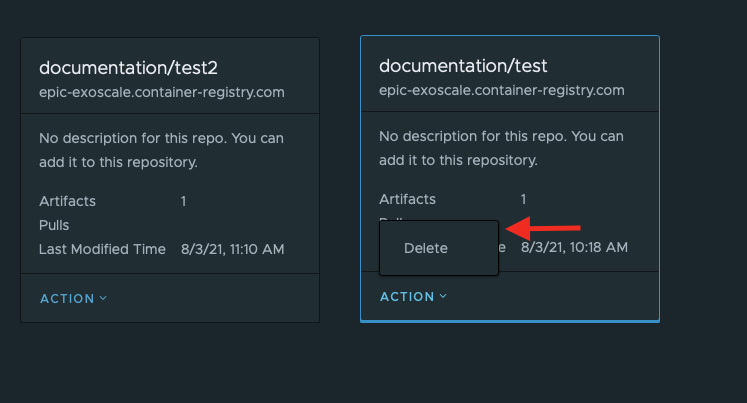 documentation/test2
epic-exoscale.container-registry.com
No description for this repo. You can
add it to this repository.
Artifacts 1
Pulls
Last Modified Time 8/3/21, 11:10 AM
ACTION
documentation/test
epic-exoscale.container-registry.com
No description for this repo. You can
add it to this repository.
Artifacts 1
Delete
e 8/3/21, 10:18 AM
ACTION